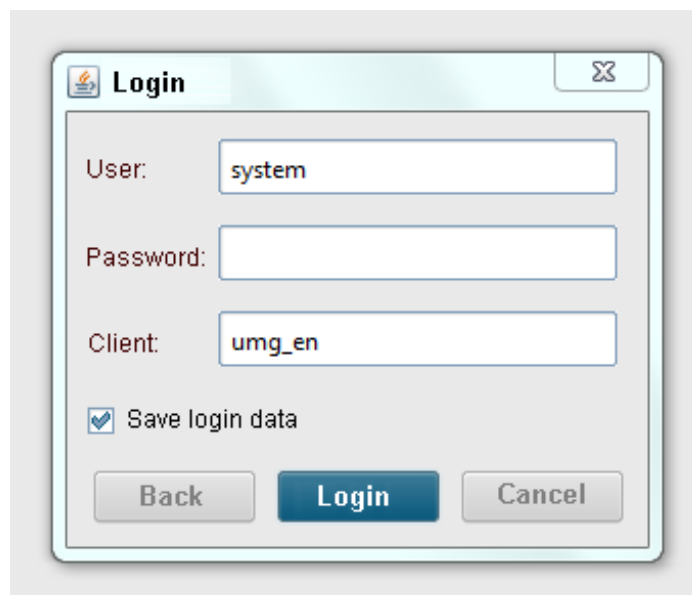 Login
User: system
Password:
Client: umg_en
Save login data
Back Login Cancel